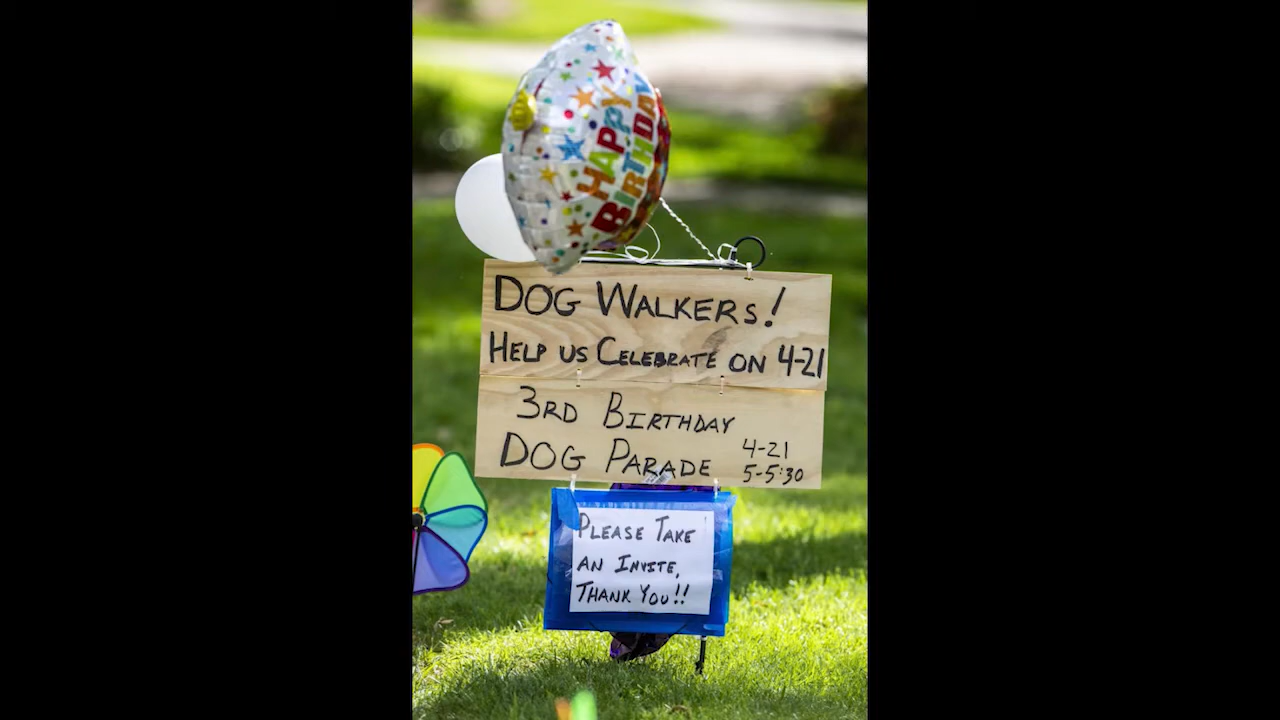 HAPPY
BIRTHDAY
DOG WALKERS!
HELP US CELEBRATE ON 4-21
3RD BIRTHDAY
DOG PARADE
4-21
5-5:30
PLEASE TAKE
AN INVITE,
THANK YOU!!